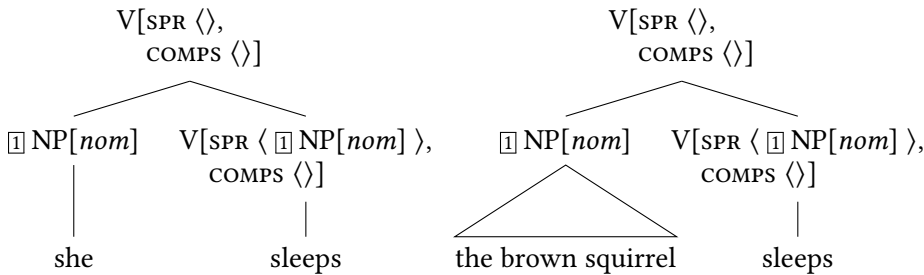 V[SPR ⟨⟩, V[SPR ⟨⟩,
COMPS ⟨⟩] COMPS ⟨⟩]
1 NP[nom] V[SPR ⟨ 1 NP[nom] ⟩, 1 NP[nom] V[SPR ⟨ 1 NP[nom] ⟩,
COMPS ⟨⟩] COMPS ⟨⟩]
she sleeps the brown squirrel sleeps